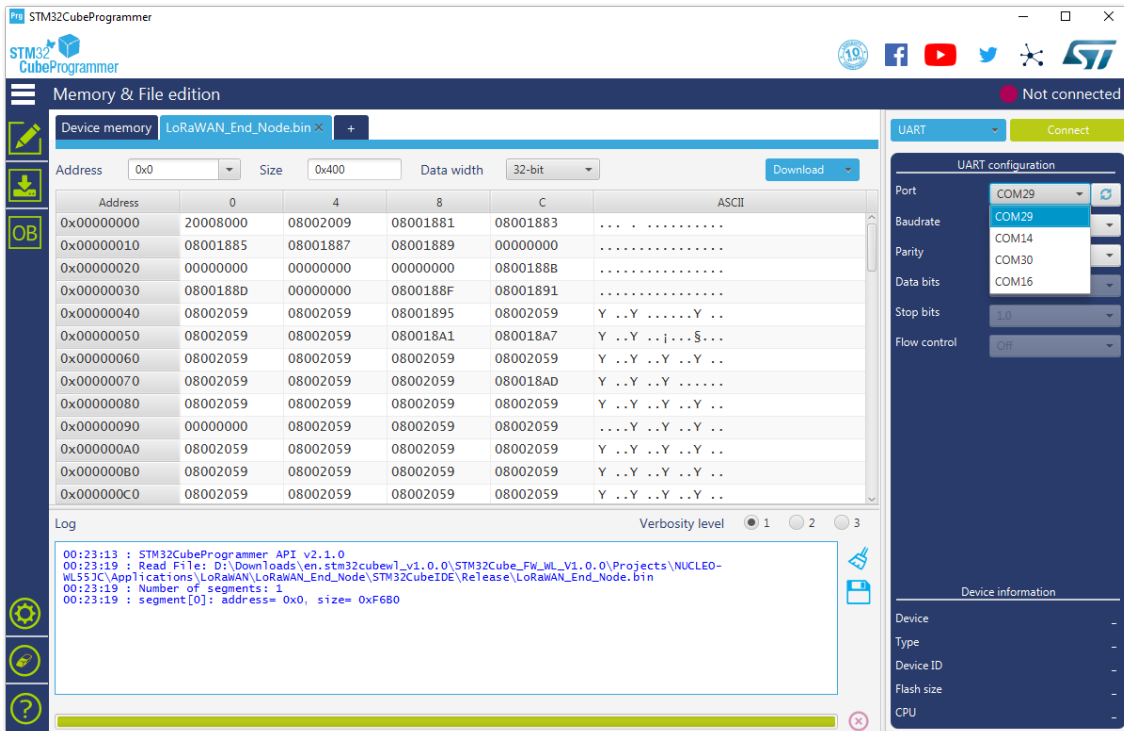 Prg STM32CubeProgrammer
STM32
CubeProgrammer
19
Memory & File edition
Not connected
Device memory LoRaWAN_End_Node.bin × +
UART Connect
Address 0x0 Size 0x400 Data width 32-bit Download
UART configuration
Port COM29
COM29
COM14
COM30
COM16
Baudrate
Parity
Data bits
Stop bits 1.0
Flow control Off
OB
Address 0 4 8 C ASCII
0x00000000 20008000 08002009 08001881 08001883 ... . ..........
0x00000010 08001885 08001887 08001889 00000000 ................
0x00000020 00000000 00000000 00000000 0800188B ................
0x00000030 0800188D 00000000 0800188F 08001891 ................
0x00000040 08002059 08002059 08001895 08002059 Y ..Y ......Y ..
0x00000050 08002059 08002059 080018A1 080018A7 Y ..Y ..¡...§...
0x00000060 08002059 08002059 08002059 08002059 Y ..Y ..Y ..Y ..
0x00000070 08002059 08002059 08002059 080018AD Y ..Y ..Y ......
0x00000080 08002059 08002059 08002059 08002059 Y ..Y ..Y ..Y ..
0x00000090 00000000 08002059 08002059 08002059 ....Y ..Y ..Y ..
0x000000A0 08002059 08002059 08002059 08002059 Y ..Y ..Y ..Y ..
0x000000B0 08002059 08002059 08002059 08002059 Y ..Y ..Y ..Y ..
0x000000C0 08002059 08002059 08002059 08002059 Y ..Y ..Y ..Y ..
Log Verbosity level 1 2 3
00:23:13 : STM32CubeProgrammer API v2.1.0
00:23:19 : Read File: D:\Downloads\en.stm32cubewl_v1.0.0\STM32Cube_FW_WL_V1.0.0\Projects\NUCLEO-
WL55JC\Applications\LoRaWAN\LoRaWAN_End_Node\STM32CubeIDE\Release\LoRaWAN_End_Node.bin
00:23:19 : Number of segments: 1
00:23:19 : segment[0]: address= 0x0, size= 0xF6B0
Device information
Device -
Type -
Device ID -
Flash size -
CPU -